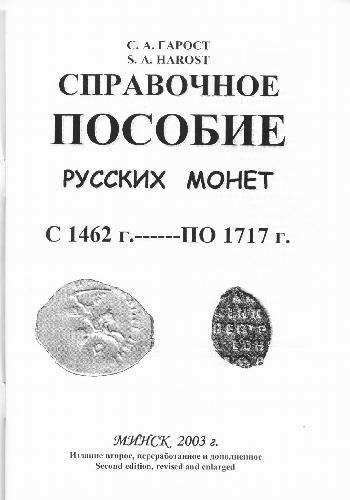 С. А. ГАРОСТ
S. A. HAROST
СПРАВОЧНОЕ
ПОСОБИЕ
РУССКИХ МОНЕТ
С 1462 г.------ПО 1717 г.
МИНСК 2003 г.
Издание второе, переработанное и дополненное
Second edition, revised and enlarged